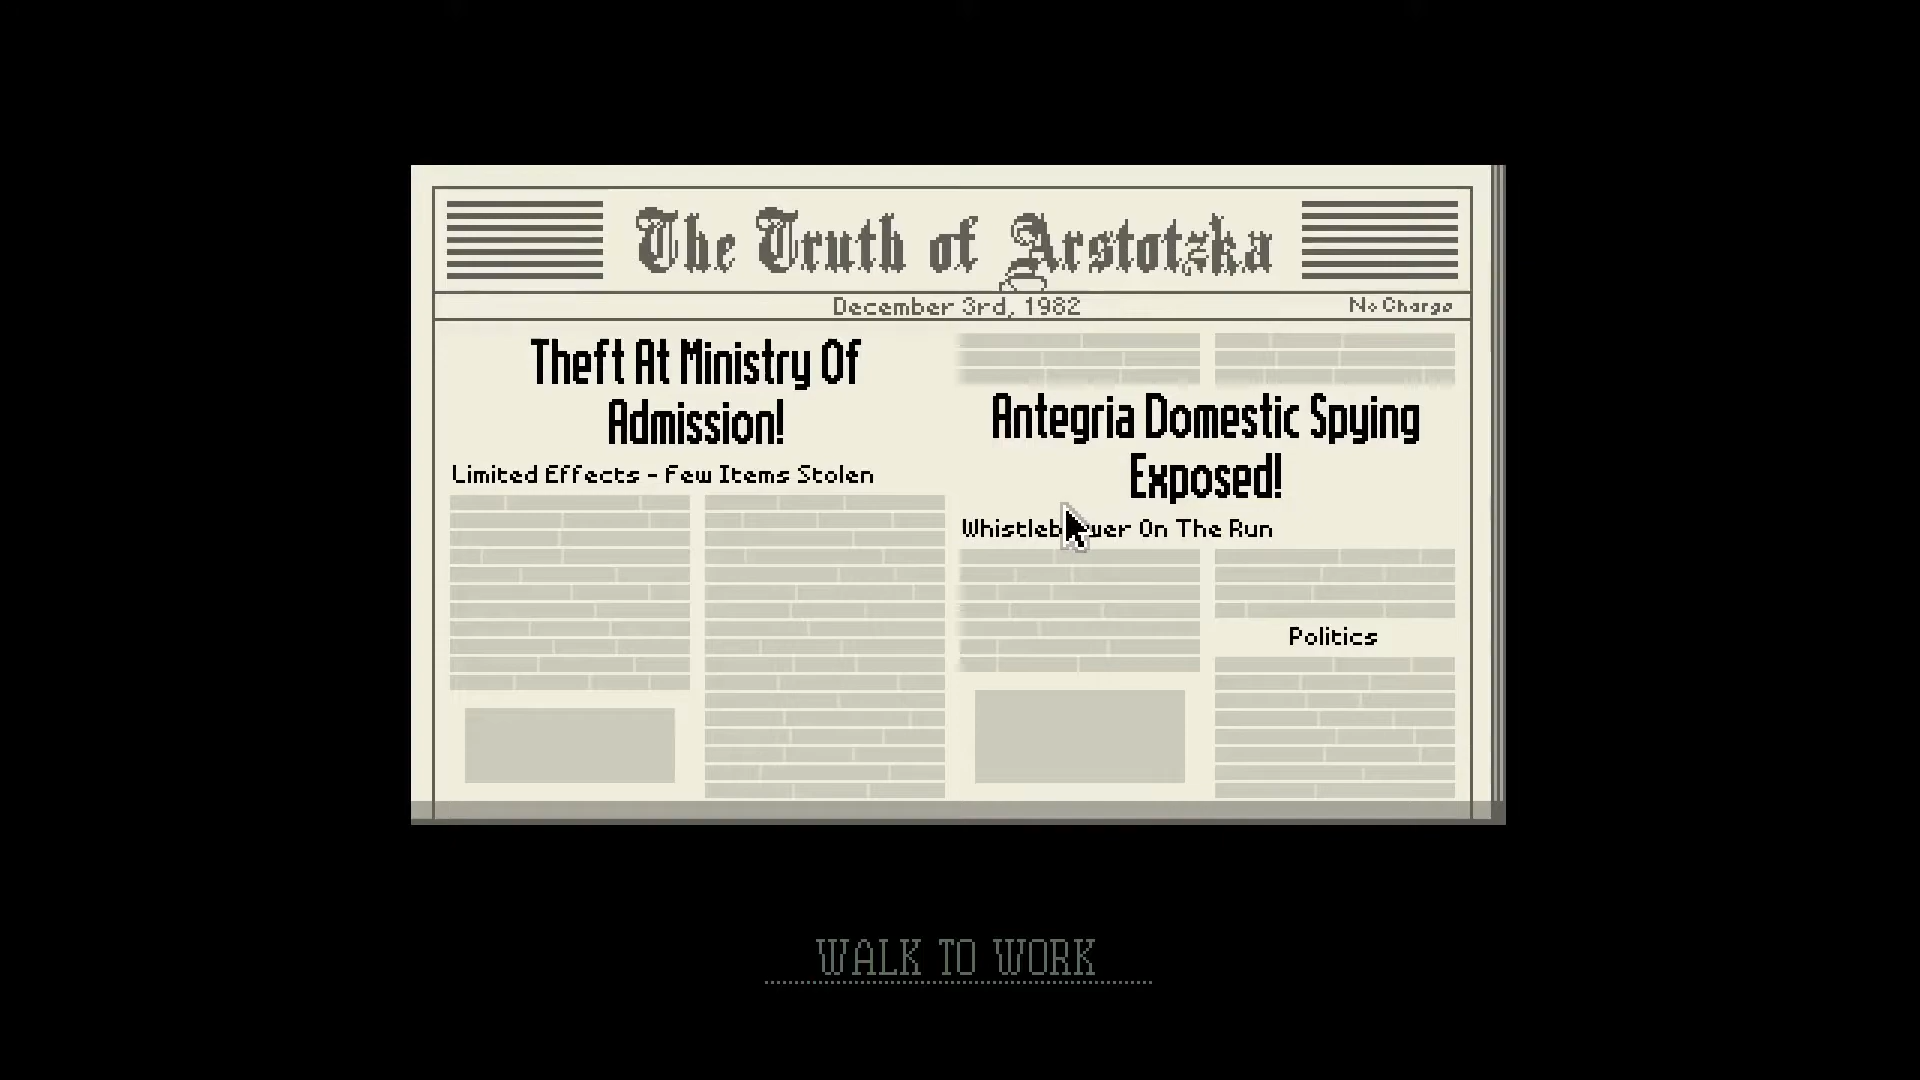 The Truth of Arstotzka
December 3rd, 1982
No Charge
Theft At Ministry Of
Admission!
Limited Effects - Few Items Stolen
Antegria Domestic Spying
Exposed!
On The Run
Politics
WALK TO WORK